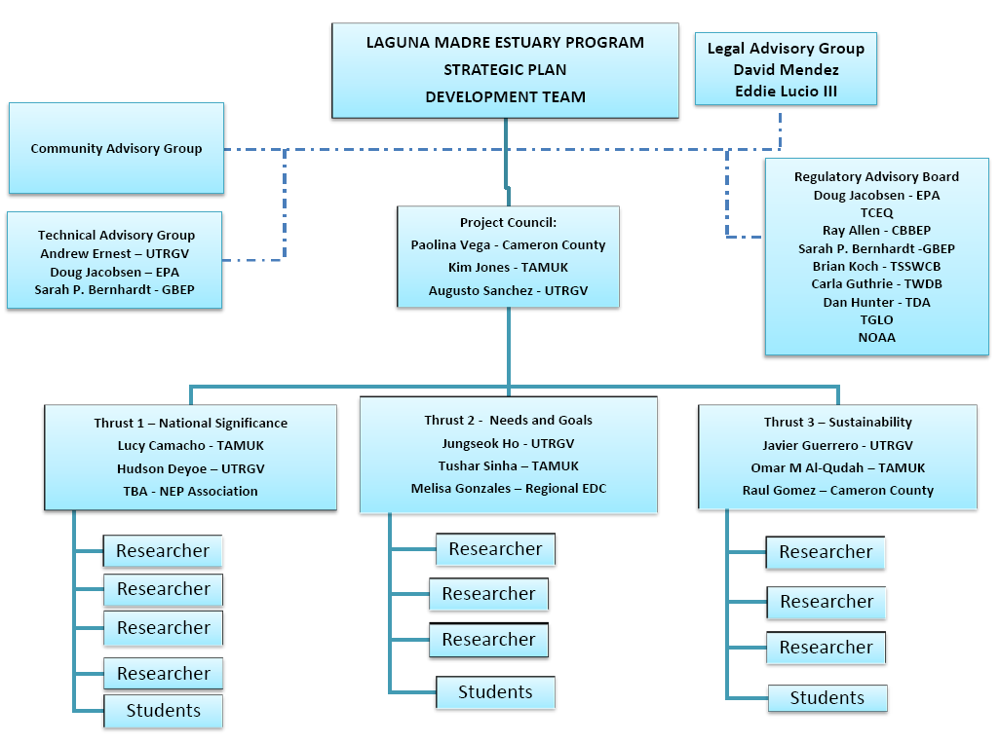 LAGUNA MADRE ESTUARY PROGRAM
STRATEGIC PLAN
DEVELOPMENT TEAM
Legal Advisory Group
David Mendez
Eddie Lucio III
Community Advisory Group
Technical Advisory Group
Andrew Ernest – UTRGV
Doug Jacobsen – EPA
Sarah P. Bernhardt - GBEP
Project Council:
Paolina Vega - Cameron County
Kim Jones - TAMUK
Augusto Sanchez - UTRGV
Regulatory Advisory Board
Doug Jacobsen - EPA
TCEQ
Ray Allen - CBBEP
Sarah P. Bernhardt -GBEP
Brian Koch - TSSWCB
Carla Guthrie - TWDB
Dan Hunter - TDA
TGLO
NOAA
Thrust 1 – National Significance
Lucy Camacho - TAMUK
Hudson Deyoe – UTRGV
TBA - NEP Association
Researcher
Researcher
Researcher
Researcher
Students
Thrust 2 -  Needs and Goals
Jungseok Ho - UTRGV
Tushar Sinha – TAMUK
Melisa Gonzales – Regional EDC
Researcher
Researcher
Researcher
Students
Thrust 3 – Sustainability
Javier Guerrero - UTRGV
Omar M Al-Qudah – TAMUK
Raul Gomez – Cameron County
Researcher
Researcher
Researcher
Students